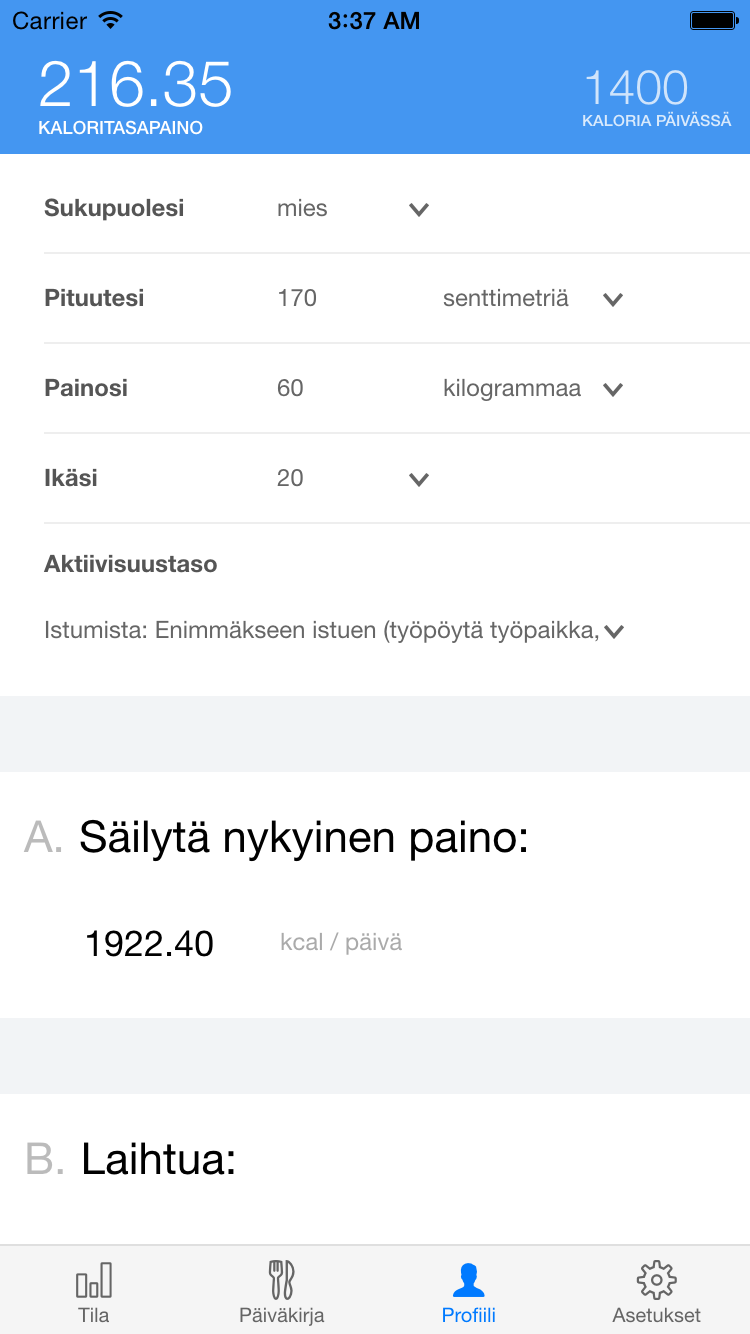 Carrier 3:37 AM
216.35 1400
KALORITASAPAINO KALORIA PÄIVÄSSÄ
Sukupuolesi mies
Pituutesi 170 senttimetriä
Painosi 60 kilogrammaa
Ikäsi 20
Aktiivisuustaso
Istumista: Enimmäkseen istuen (työpöytä työpaikka,
A. Säilytä nykyinen paino:
1922.40 kcal / päivä
B. Laihtua:
Tila Päiväkirja Profiili Asetukset